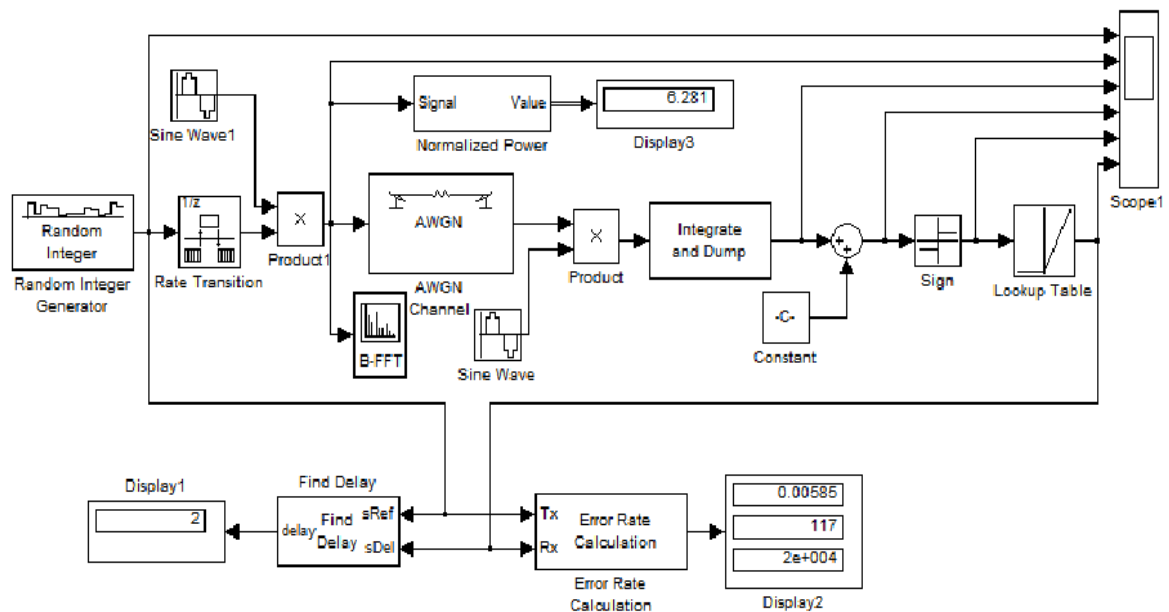 Sine Wave1
Signal
Value
Normalized Power
6.281
Display3
Scope1
Random
Integer
Random Integer
Generator
1/z
Rate Transition
X
Product1
AWGN
AWGN
Channel
B-FFT
Sine Wave
X
Product
Integrate
and Dump
+
+
-C-
Constant
Sign
Lookup Table
Display1
2
Find Delay
delay
Find
Delay
sRef
sDel
Tx
Rx
Error Rate
Calculation
Error Rate
Calculation
0.00585
117
2e+004
Display2